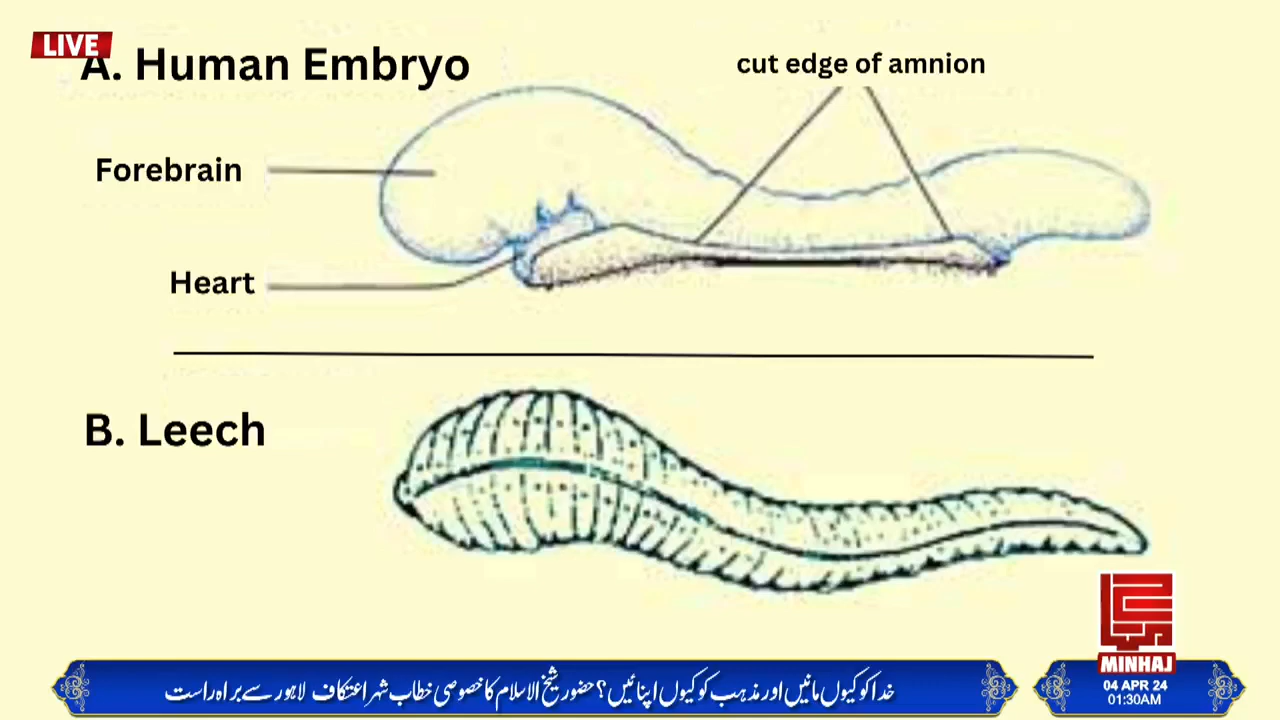 LIVE
A. Human Embryo
cut edge of amnion
Forebrain
Heart
B. Leech
MINHAJ
خدا کو کیوں مانیں اور مذہب کو کیوں اپنائیں؟ حضور شیخ الاسلام کا خصوصی خطاب شہر اعتکاف لاہور سے براہ راست
04 APR 24
01:30AM